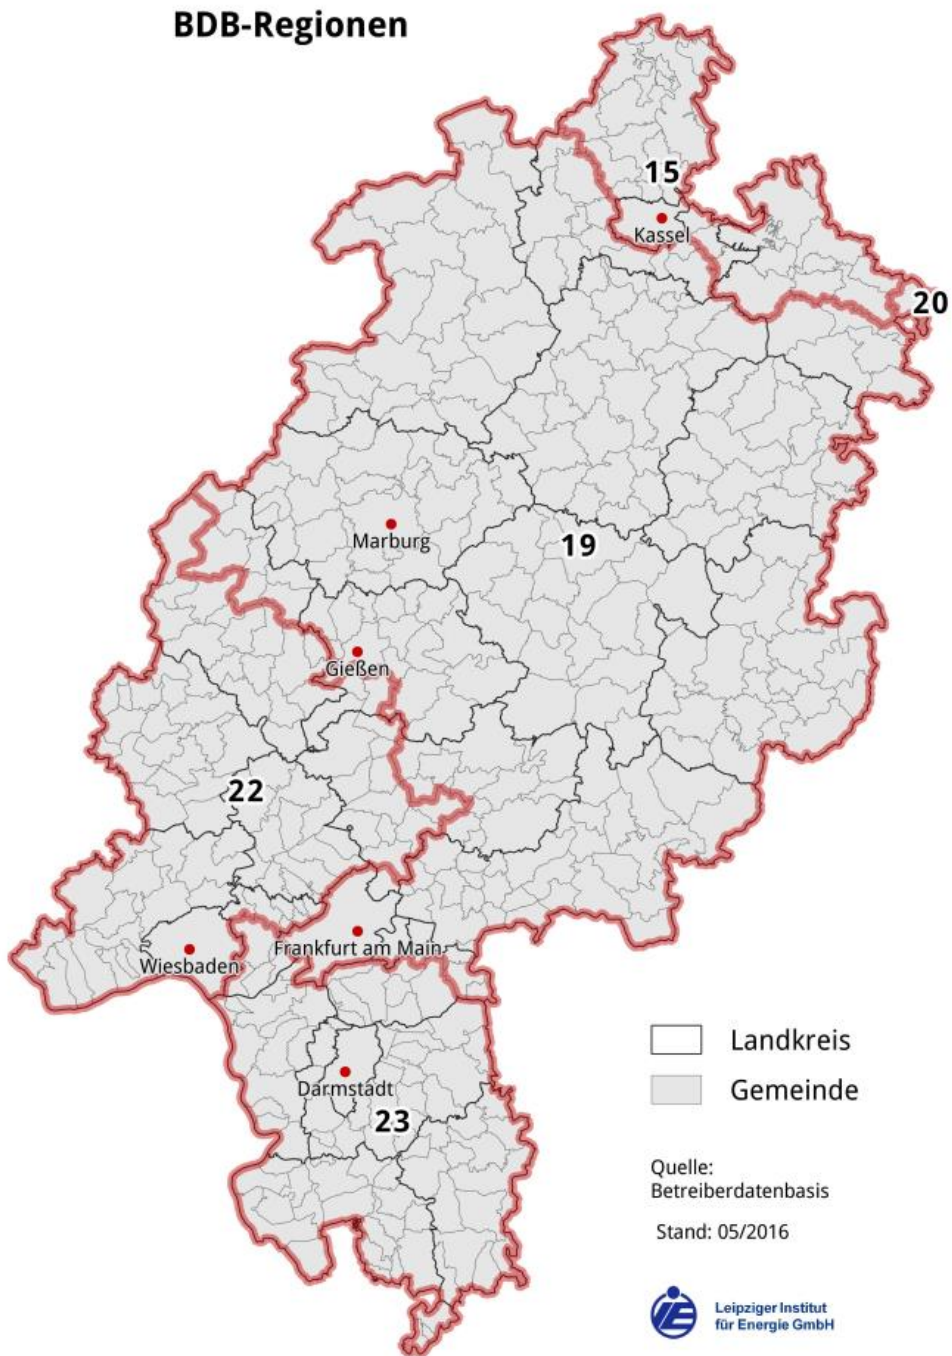 BDB-Regionen
15
Kassel
20
Marburg
19
Gießen
22
Frankfurt am Main
Wiesbaden
Darmstadt
23
Landkreis
Gemeinde
Quelle:
Betreiberdatenbasis
Stand: 05/2016
Leipziger Institut
für Energie GmbH